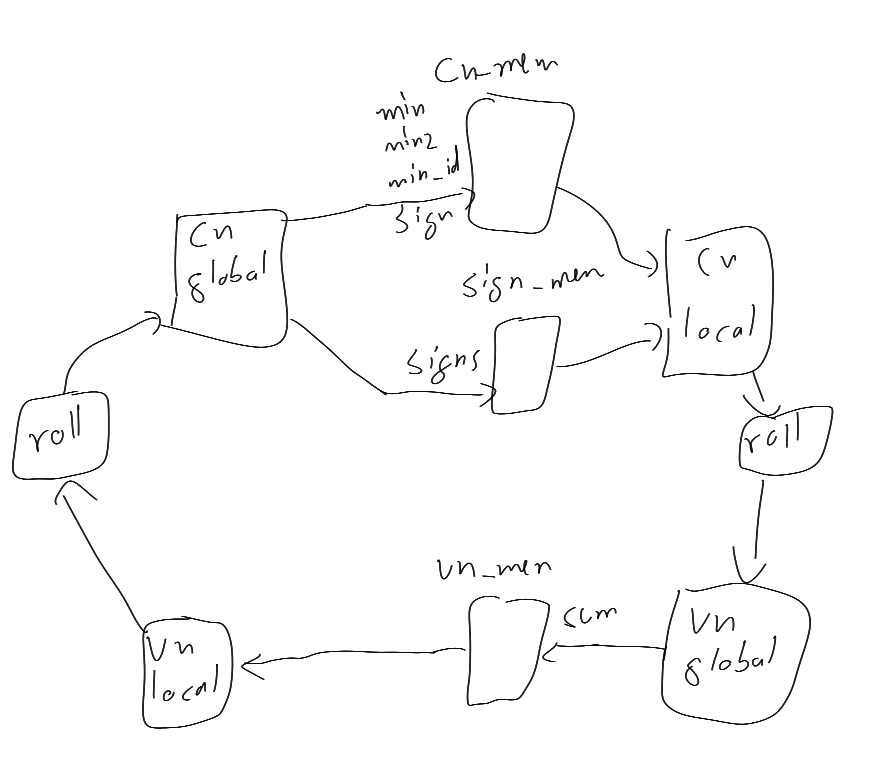 Cn_mem
min
min2
min_id
sign
Cn
global
sign_mem
Cn
local
signs
roll
roll
vn_mem
sum
Vn
global
Vn
local